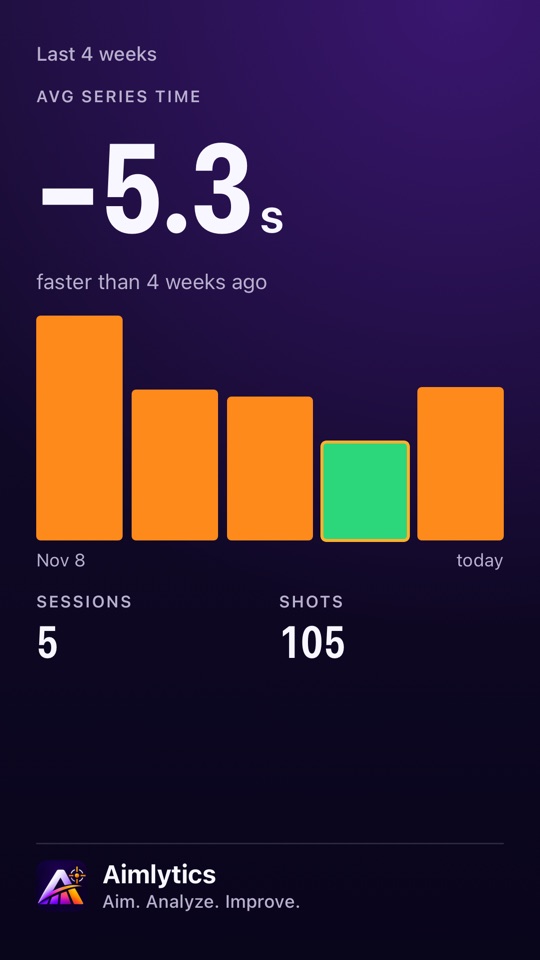 Last 4 weeks
AVG SERIES TIME
−5.3 s
faster than 4 weeks ago
Nov 8 today
SESSIONS SHOTS
5 105
Aimlytics
Aim. Analyze. Improve.